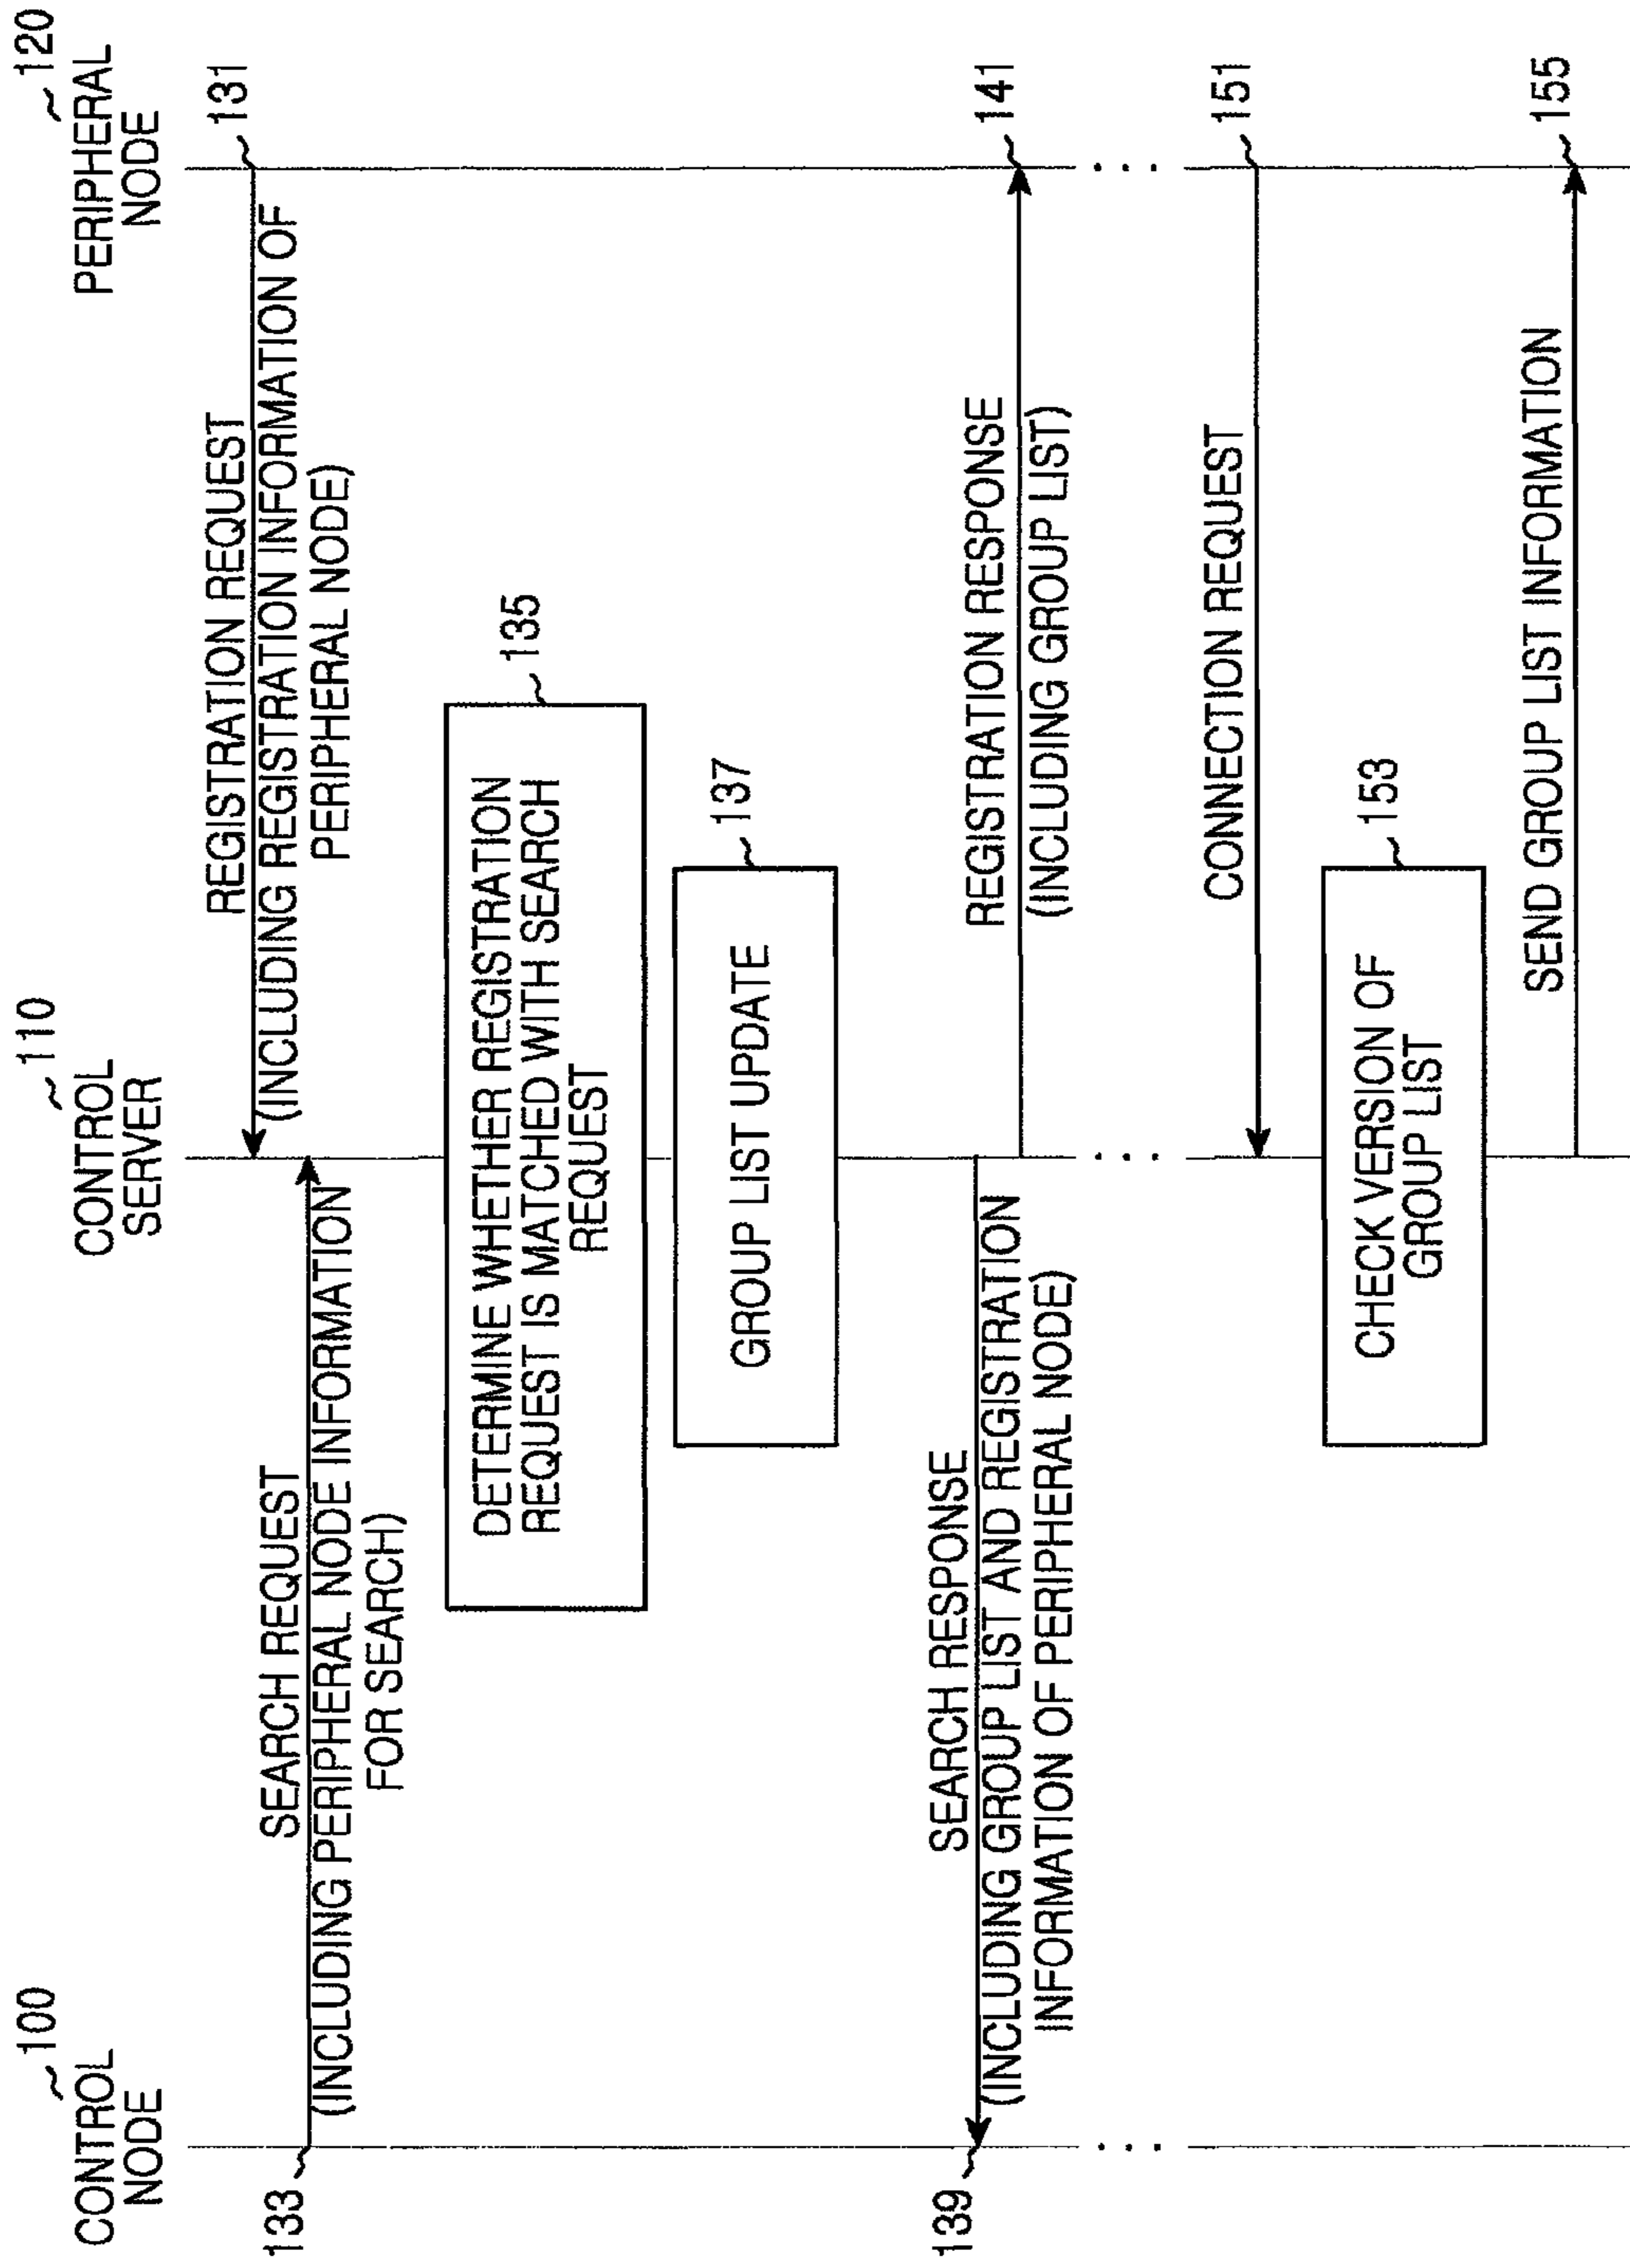 100
CONTROL
NODE
110
CONTROL
SERVER
120
PERIPHERAL
NODE
REGISTRATION REQUEST
(INCLUDING REGISTRATION INFORMATION OF
PERIPHERAL NODE)
131
133
SEARCH REQUEST
(INCLUDING PERIPHERAL NODE INFORMATION
FOR SEARCH)
135
DETERMINE WHETHER REGISTRATION
REQUEST IS MATCHED WITH SEARCH
REQUEST
137
GROUP LIST UPDATE
139
SEARCH RESPONSE
(INCLUDING GROUP LIST AND REGISTRATION
INFORMATION OF PERIPHERAL NODE)
REGISTRATION RESPONSE
(INCLUDING GROUP LIST)
141
...
...
...
CONNECTION REQUEST
151
153
CHECK VERSION OF
GROUP LIST
SEND GROUP LIST INFORMATION
155